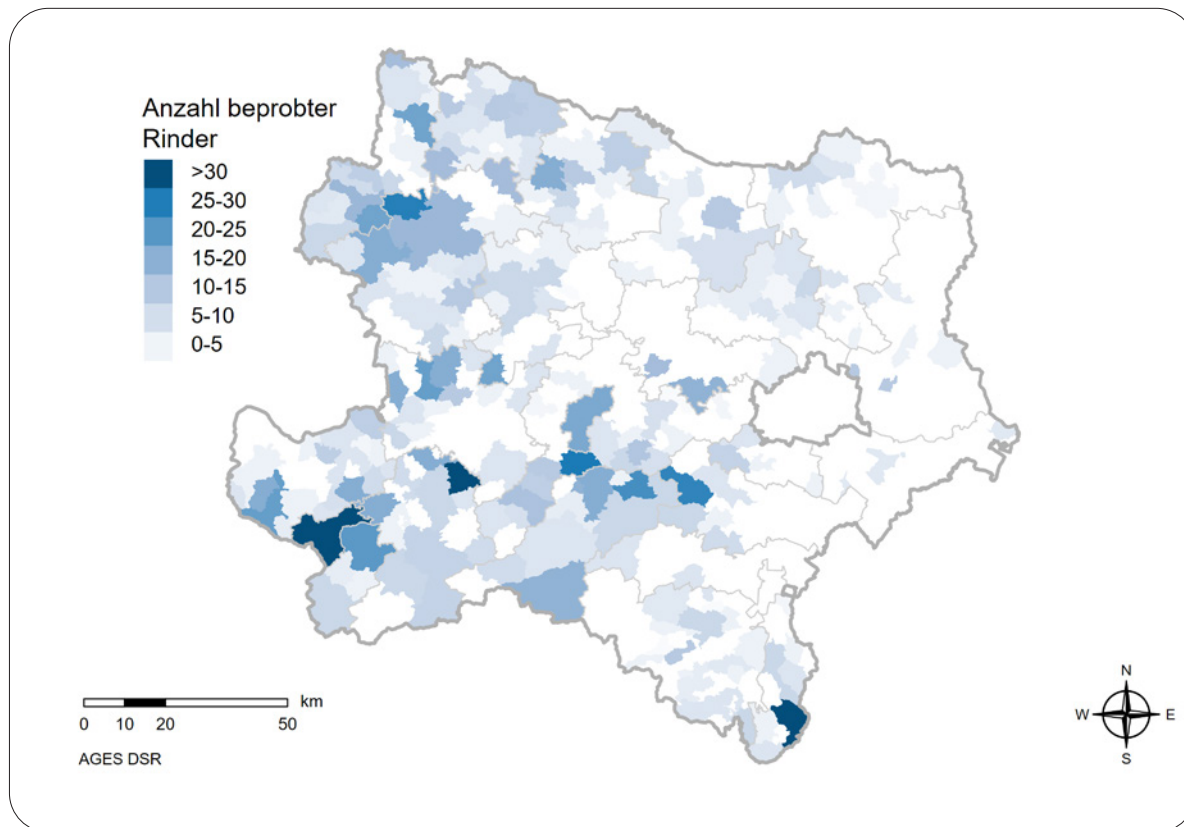 Anzahl beprobter
Rinder
>30
25-30
20-25
15-20
10-15
5-10
0-5
km
0 10 20 50
AGES DSR
N
W E
S